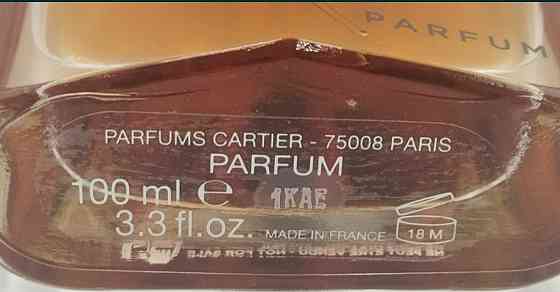 PARFUM
PARFUMS CARTIER - 75008 PARIS
PARFUM
100 ml e 1KAE
3.3 fl.oz. MADE IN FRANCE 18 M